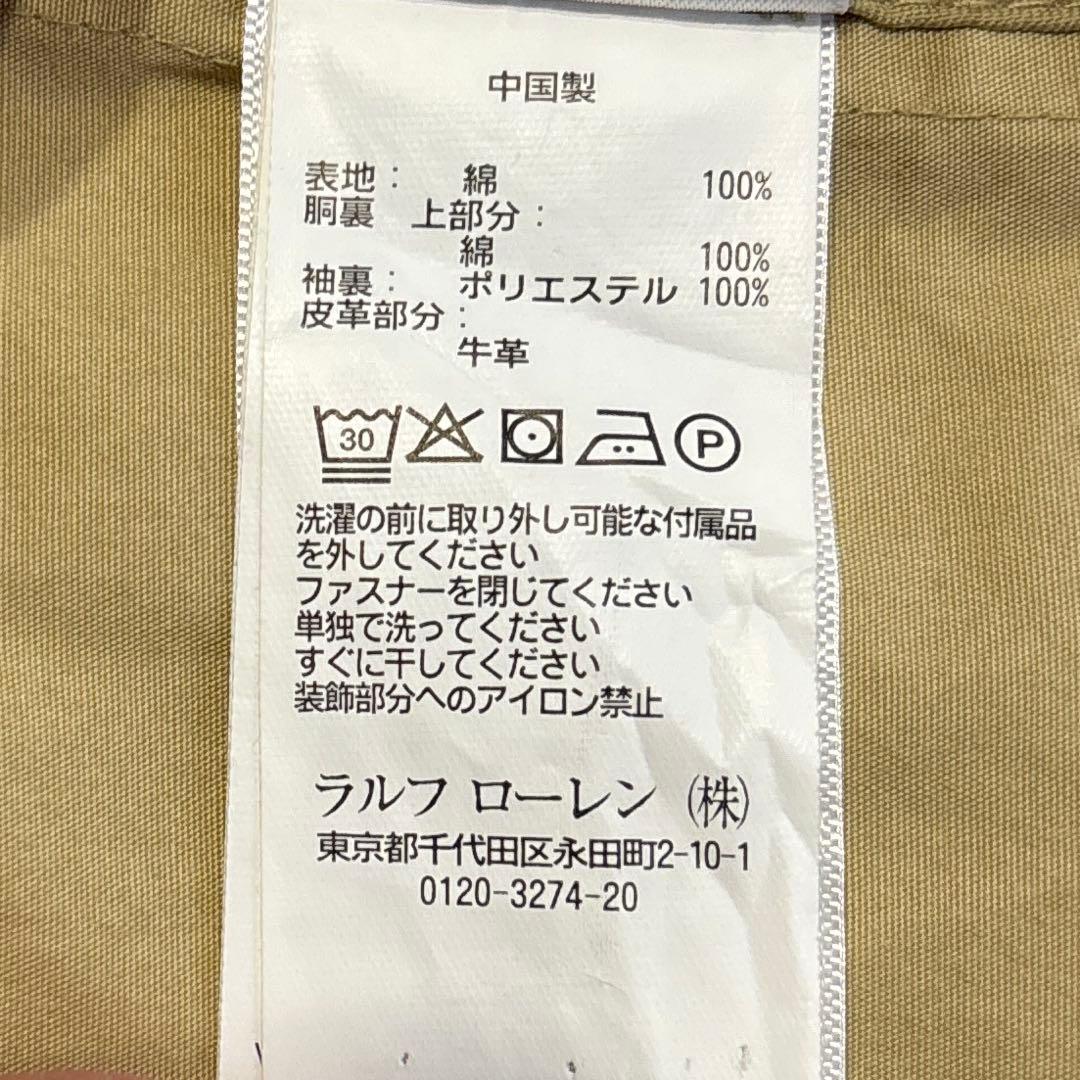 中国製
表地： 綿 100%
胴裏 上部分：
綿 100%
袖裏： ポリエステル 100%
皮革部分：
牛革
30 P
洗濯の前に取り外し可能な付属品
を外してください
ファスナーを閉じてください
単独で洗ってください
すぐに干してください
装飾部分へのアイロン禁止
ラルフ ローレン（株）
東京都千代田区永田町2-10-1
0120-3274-20